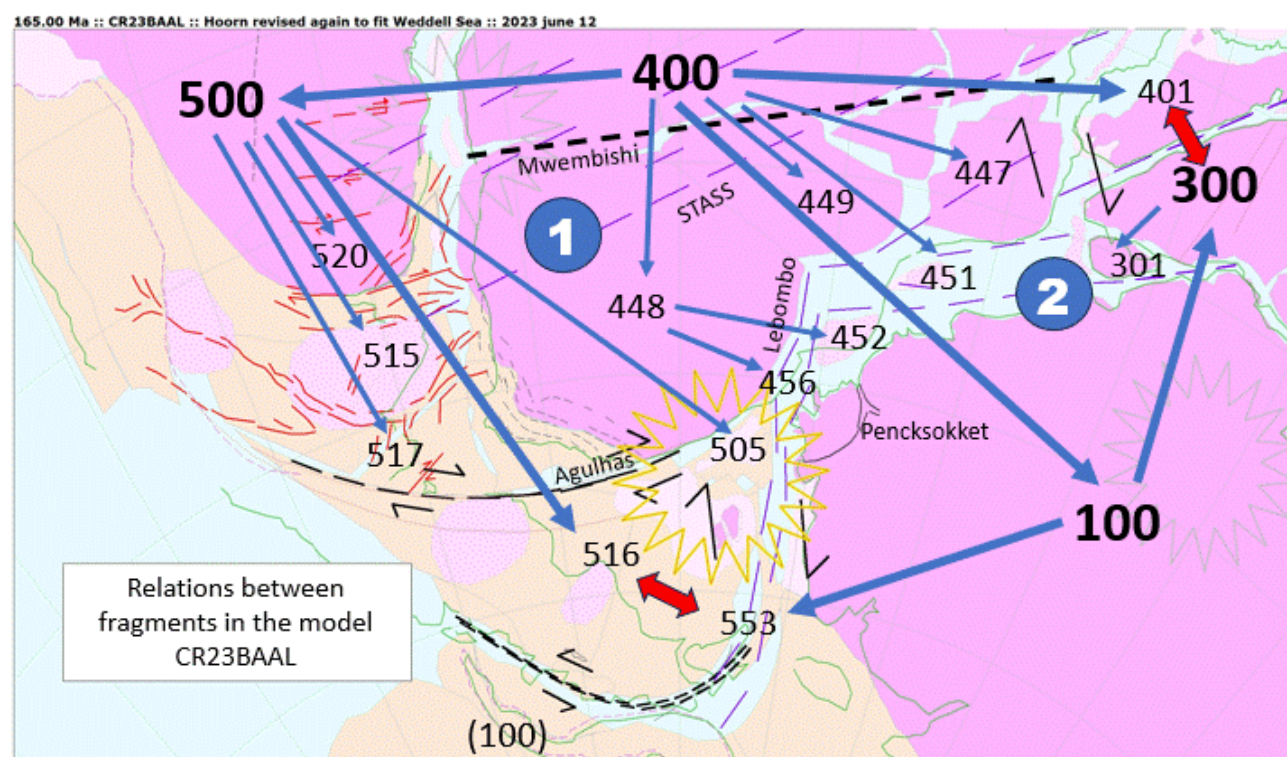 165.00 Ma :: CR23BAAL :: Hoorn revised again to fit Weddell Sea :: 2023 june 12
400
500
401
Mwembishi
447
300
449
STASS
1
520
301
451
2
448
Lebombo
452
515
456
Pencksokket
505
517
Agulhas
100
516
Relations between
fragments in the model
CR23BAAL
553
(100)